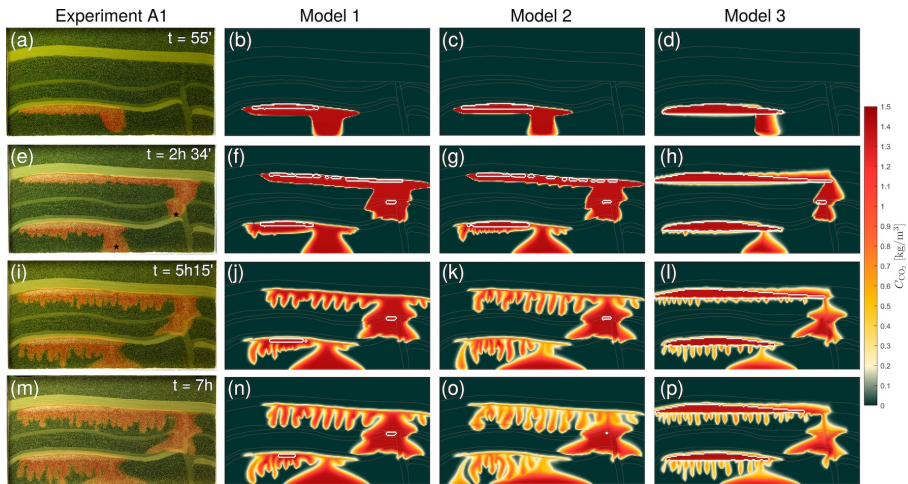 Experiment A1 Model 1 Model 2 Model 3
(a) t = 55' (b) (c) (d)
(e) t = 2h 34' (f) (g) (h)
(i) t = 5h15' (j) (k) (l)
(m) t = 7h (n) (o) (p)
1.5
1.4
1.3
1.2
1.1
1
0.9
0.8
0.7
0.6
0.5
0.4
0.3
0.2
0.1
0
C_CO₂ [kg/m³]